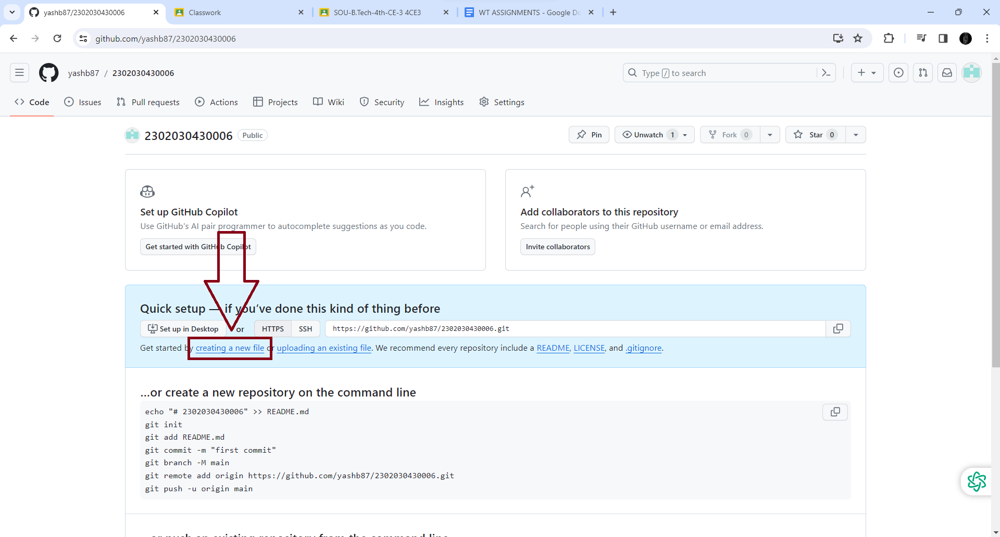 yashb87/2302030430006
Classwork
SOU-B.Tech-4th-CE-3 4CE3
WT ASSIGNMENTS - Google Do
github.com/yashb87/2302030430006
yashb87 / 2302030430006
Type / to search
Code
Issues
Pull requests
Actions
Projects
Wiki
Security
Insights
Settings
2302030430006 Public
Pin
Unwatch 1
Fork 0
Star 0
Set up GitHub Copilot
Use GitHub's AI pair programmer to autocomplete suggestions as you code.
Get started with GitHub Copilot
Add collaborators to this repository
Search for people using their GitHub username or email address.
Invite collaborators
Quick setup — if you’ve done this kind of thing before
Set up in Desktop or HTTPS SSH https://github.com/yashb87/2302030430006.git
Get started by creating a new file or uploading an existing file. We recommend every repository include a README, LICENSE, and .gitignore.
…or create a new repository on the command line
echo "# 2302030430006" >> README.md
git init
git add README.md
git commit -m "first commit"
git branch -M main
git remote add origin https://github.com/yashb87/2302030430006.git
git push -u origin main
…or push an existing repository from the command line